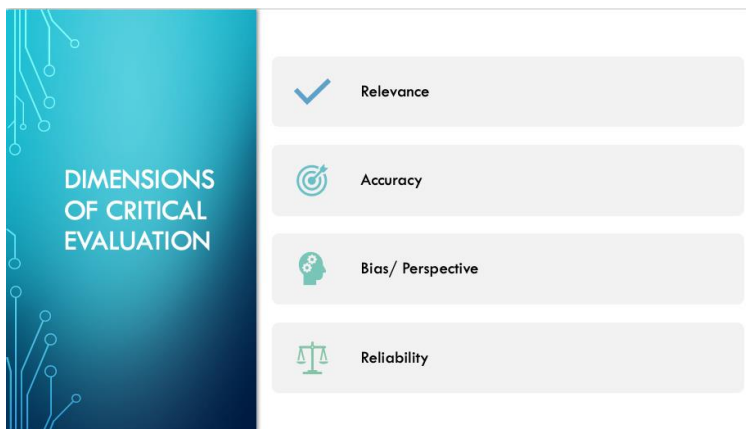 DIMENSIONS
OF CRITICAL
EVALUATION
Relevance
Accuracy
Bias/ Perspective
Reliability